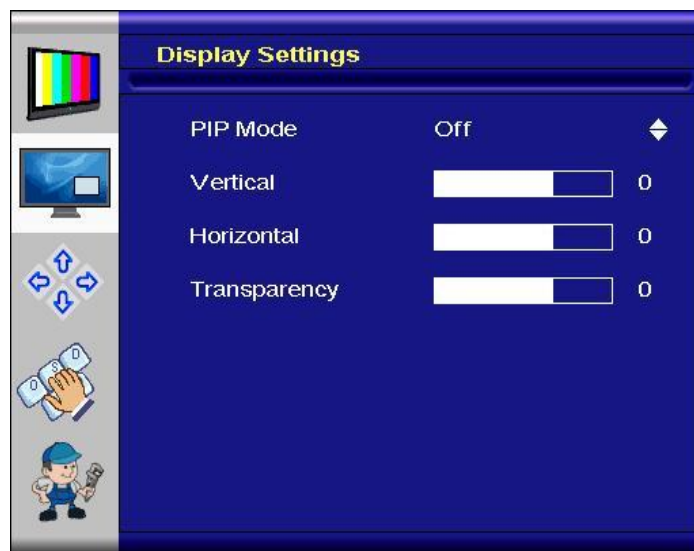 Display Settings
PIP Mode Off
Vertical 0
Horizontal 0
Transparency 0
O S D